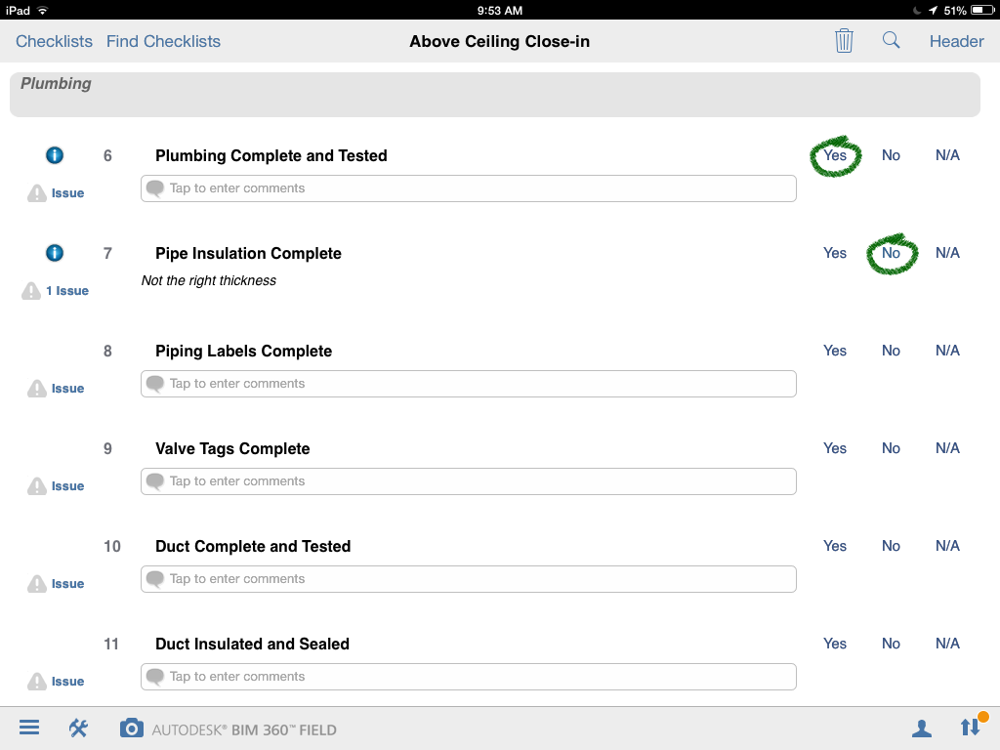 iPad 9:53 AM 51%
Checklists Find Checklists Above Ceiling Close-in Header
Plumbing
6 Plumbing Complete and Tested Yes No N/A
Issue Tap to enter comments
7 Pipe Insulation Complete Yes No N/A
1 Issue Not the right thickness
8 Piping Labels Complete Yes No N/A
Issue Tap to enter comments
9 Valve Tags Complete Yes No N/A
Issue Tap to enter comments
10 Duct Complete and Tested Yes No N/A
Issue Tap to enter comments
11 Duct Insulated and Sealed Yes No N/A
Issue Tap to enter comments
AUTODESK® BIM 360™ FIELD